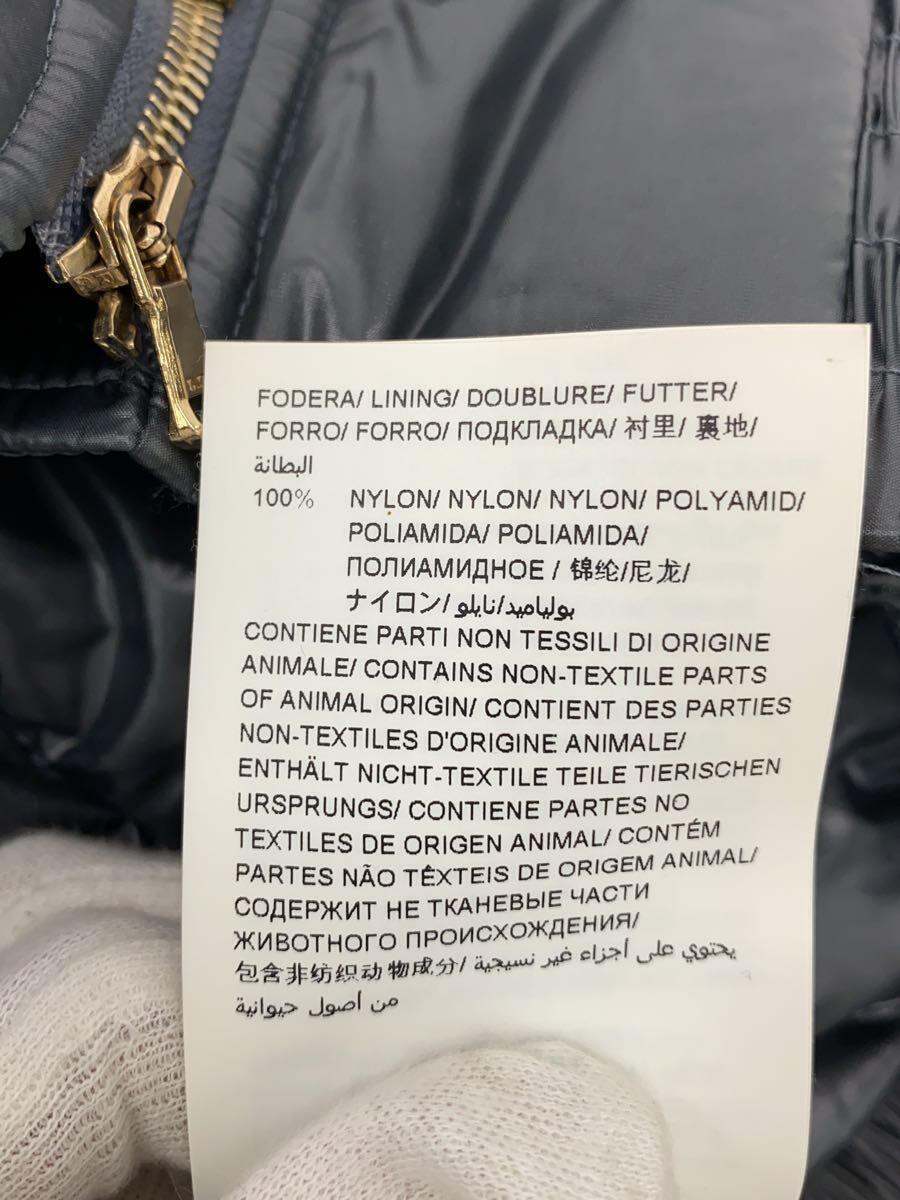 FODERA/ LINING/ DOUBLURE/ FUTTER/
FORRO/ FORRO/ ПОДКЛАДКА/ 衬里/ 裏地/
البطانة
100% NYLON/ NYLON/ NYLON/ POLYAMID/
POLIAMIDA/ POLIAMIDA/
ПОЛИАМИДНОЕ / 锦纶/尼龙/
ナイロン/ بولياميد/نايلو
CONTIENE PARTI NON TESSILI DI ORIGINE
ANIMALE/ CONTAINS NON-TEXTILE PARTS
OF ANIMAL ORIGIN/ CONTIENT DES PARTIES
NON-TEXTILES D'ORIGINE ANIMALE/
ENTHÄLT NICHT-TEXTILE TEILE TIERISCHEN
URSPRUNGS/ CONTIENE PARTES NO
TEXTILES DE ORIGEN ANIMAL/ CONTÉM
PARTES NÃO TÊXTEIS DE ORIGEM ANIMAL/
СОДЕРЖИТ НЕ ТКАНЕВЫЕ ЧАСТИ
ЖИВОТНОГО ПРОИСХОЖДЕНИЯ/
包含非纺织动物成分/ يحتوي على أجزاء غير نسيجية
من أصول حيوانية